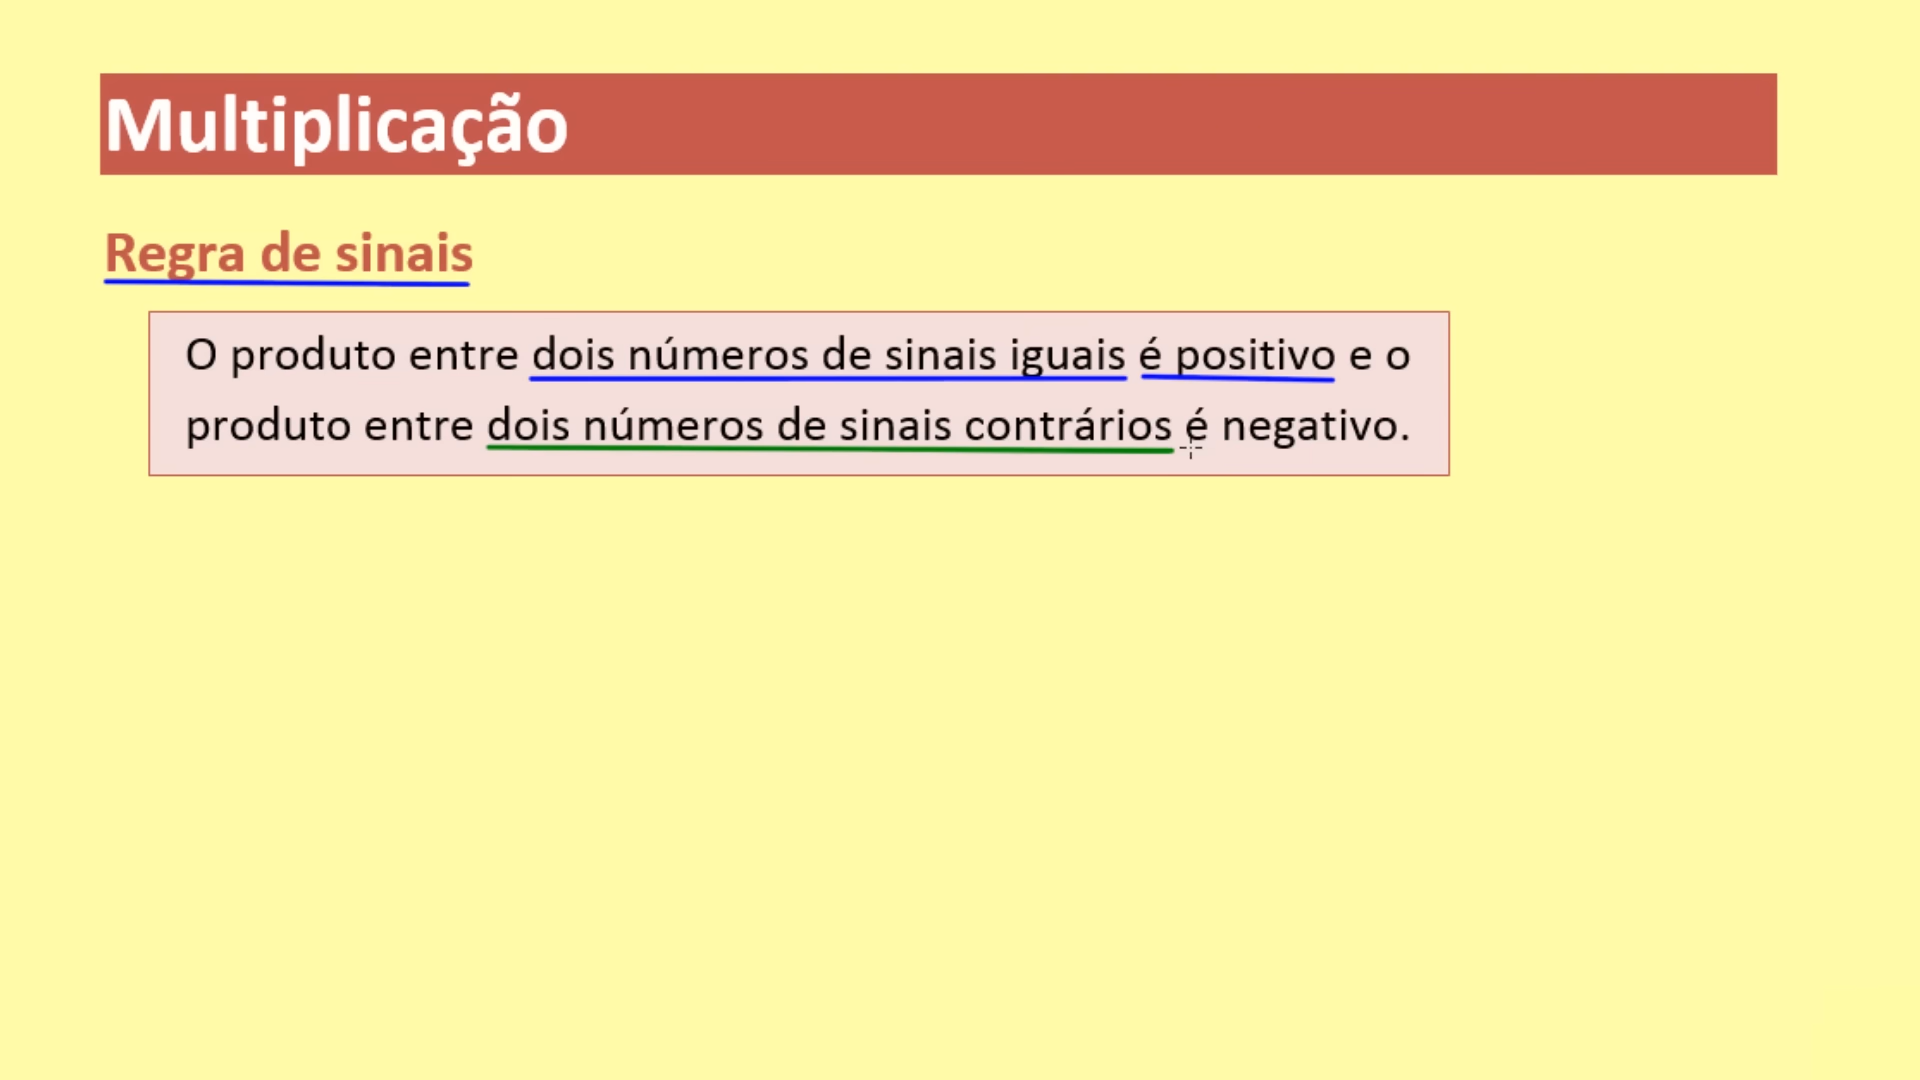 Multiplicação
Regra de sinais
O produto entre dois números de sinais iguais é positivo e o
produto entre dois números de sinais contrários é negativo.